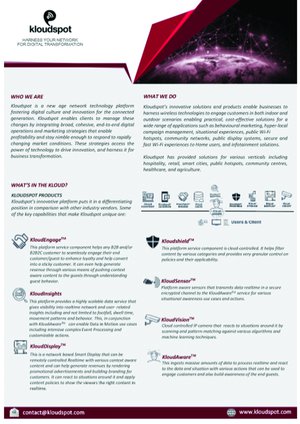 kloudspot
HARNESS YOUR NETWORK
FOR DIGITAL TRANSFORMATION
WHO WE ARE
Kloudspot is a new age network technology platform
fostering digital culture and innovation for the connected
generation. Kloudspot enables clients to manage these
changes by integrating broad, cohesive, end-to-end digital
operations and marketing strategies that enable
profitability and stay nimble enough to respond to rapidly
changing market conditions. These strategies access the
power of technology to drive innovation, and harness it for
business transformation.
WHAT WE DO
Kloudspot's innovative solutions and products enable businesses to
harness wireless technologies to engage customers in both indoor and
outdoor scenarios enabling practical, cost-effective solutions for a
wide range of applications such as behavioural marketing, hyper-local
campaign management, situational experiences, public Wi-Fi
hotspots, community networks, public display systems, secure and
fast Wi-Fi experiences to Home users, and infotainment solutions.
Kloudspot has provided solutions for various verticals including
hospitality, retail, smart cities, public hotspots, community centres,
healthcare, and agriculture.
WHAT'S IN THE KLOUD?
KLOUDSPOT PRODUCTS
Kloudspot's innovative platform puts it in a differentiating
position in comparison with other industry vendors. Some
of the key capabilities that make Kloudspot unique are:
Users & Client
KloudEngage™
This platform service component helps any B2B and/or
B2B2C customer to seamlessly engage their end
customer/guest to enhance loyalty and help convert
into a sticky customer. It can even help generate
revenue through various means of pushing context
aware content to the guests through understanding
guest behavior.
KloudInsights
This platform provides a highly scalable data service that
gives visibility into realtime network and user related
insights including and not limited to footfall, dwell time,
movement patterns and behavior. This, in conjunction
with KloudAware™ can enable Data in Motion use cases
including intensive complex Event Processing and
customizable actions.
KloudDisplay™
This is a network based Smart Display that can be
remotely controlled Realtime with various context aware
content and can help generate revenues by rendering
promotional advertisements and building branding for
customers. It can react to situations around it and apply
content policies to show the viewers the right content in
realtime.
KloudShield™
This platform service component is cloud controlled. It helps filter
content by various categories and provides very granular control on
policies and their applicability.
KloudSensor™
Platform aware sensors that transmits data realtime in a secure
encrypted channel to the KloudAware™ service for various
situational awareness use cases and actions.
KloudVision™
Cloud controlled IP camera that reacts to situations around it by
scanning and pattern matching against various algorithms and
machine learning techniques.
KloudAware™
This ingests massive amounts of data to process realtime and react
to the data and situation with various actions that can be used to
engage customers and also build awareness of the end guests.
contact@kloudspot.com
www.kloudspot.com